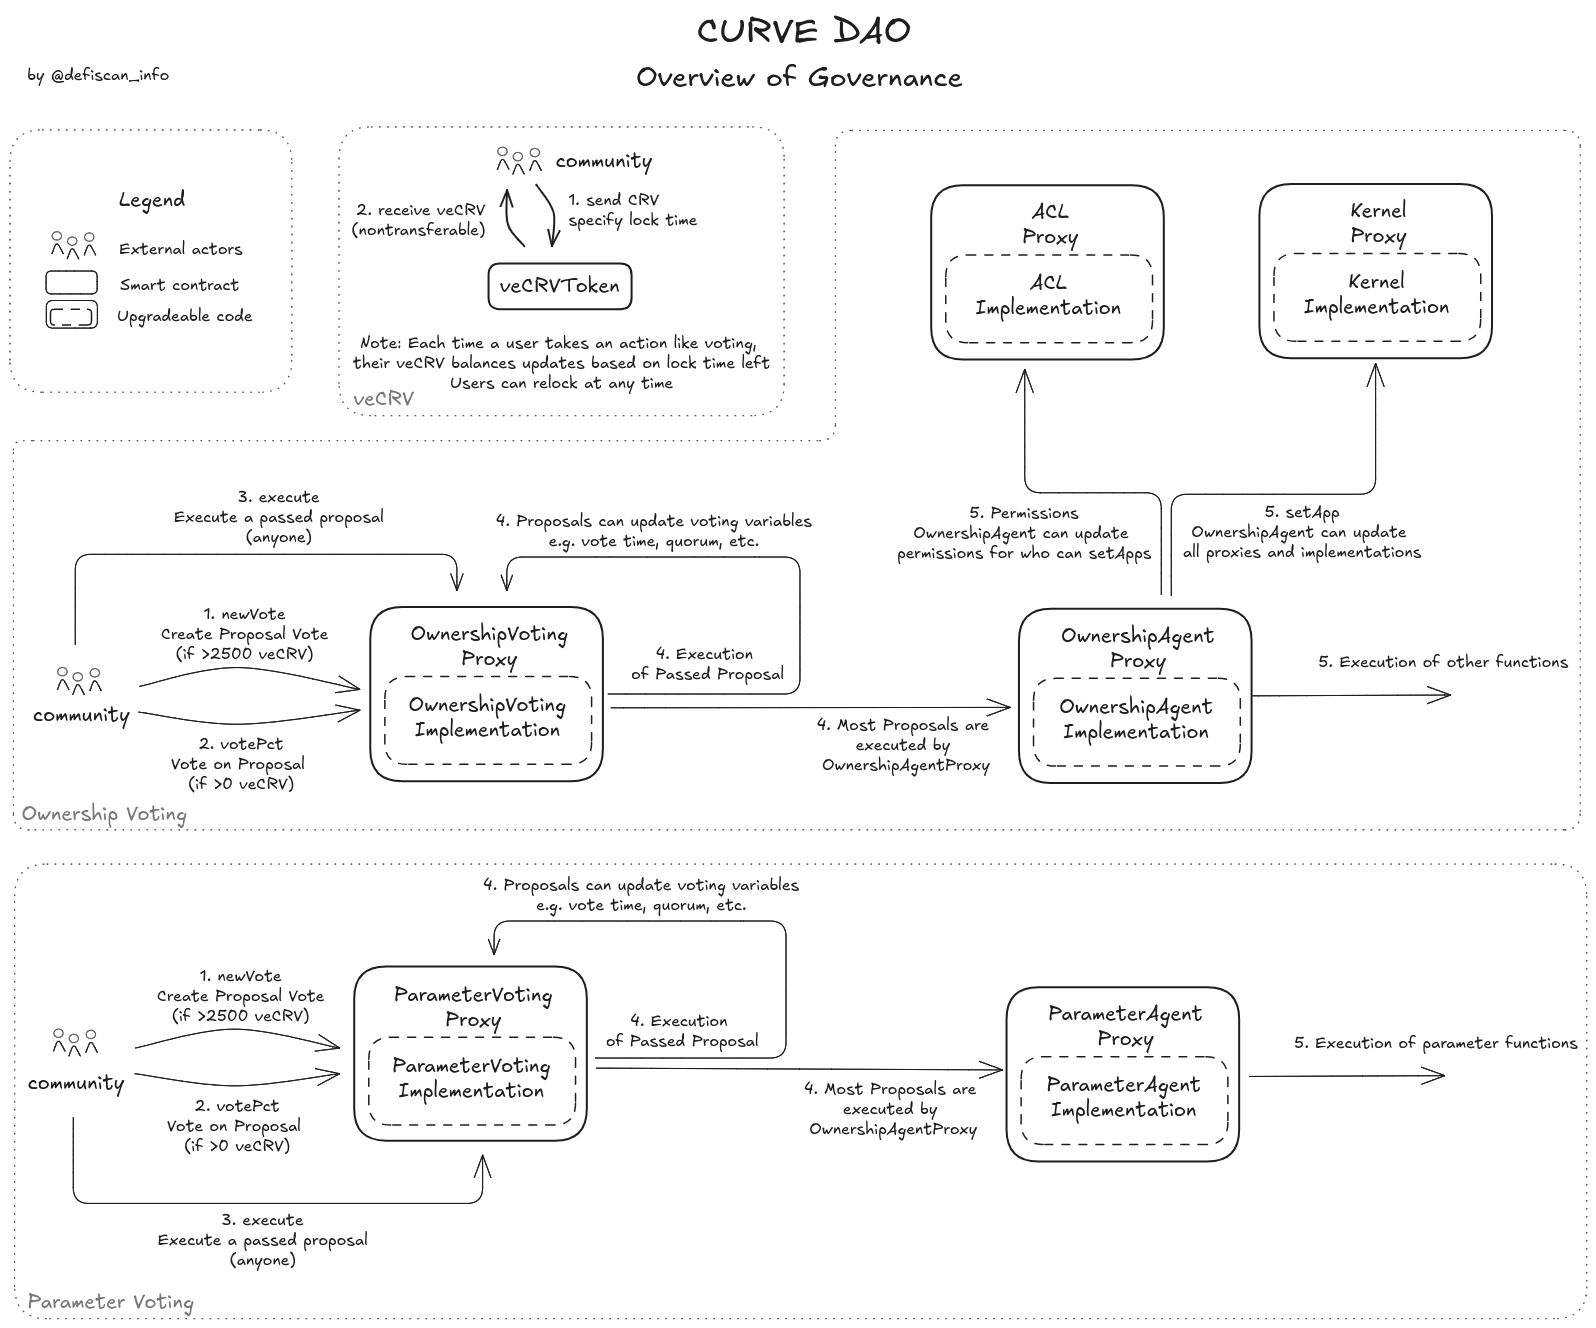 CURVE DAO
Overview of Governance
by @defiscan_info
Legend
External actors
Smart contract
Upgradeable code
community
2. receive veCRV
(nontransferable)
1. send CRV
specify lock time
veCRVToken
Note: Each time a user takes an action like voting,
their veCRV balances updates based on lock time left
Users can relock at any time
veCRV
ACL
Proxy
ACL
Implementation
Kernel
Proxy
Kernel
Implementation
3. execute
Execute a passed proposal
(anyone)
4. Proposals can update voting variables
e.g. vote time, quorum, etc.
5. Permissions
OwnershipAgent can update
permissions for who can setApps
5. setApp
OwnershipAgent can update
all proxies and implementations
1. newVote
Create Proposal Vote
(if >2500 veCRV)
community
2. votePct
Vote on Proposal
(if >0 veCRV)
OwnershipVoting
Proxy
OwnershipVoting
Implementation
4. Execution
of Passed Proposal
4. Most Proposals are
executed by
OwnershipAgentProxy
OwnershipAgent
Proxy
OwnershipAgent
Implementation
5. Execution of other functions
Ownership Voting
4. Proposals can update voting variables
e.g. vote time, quorum, etc.
1. newVote
Create Proposal Vote
(if >2500 veCRV)
community
2. votePct
Vote on Proposal
(if >0 veCRV)
ParameterVoting
Proxy
ParameterVoting
Implementation
4. Execution
of Passed Proposal
4. Most Proposals are
executed by
OwnershipAgentProxy
ParameterAgent
Proxy
ParameterAgent
Implementation
5. Execution of parameter functions
3. execute
Execute a passed proposal
(anyone)
Parameter Voting